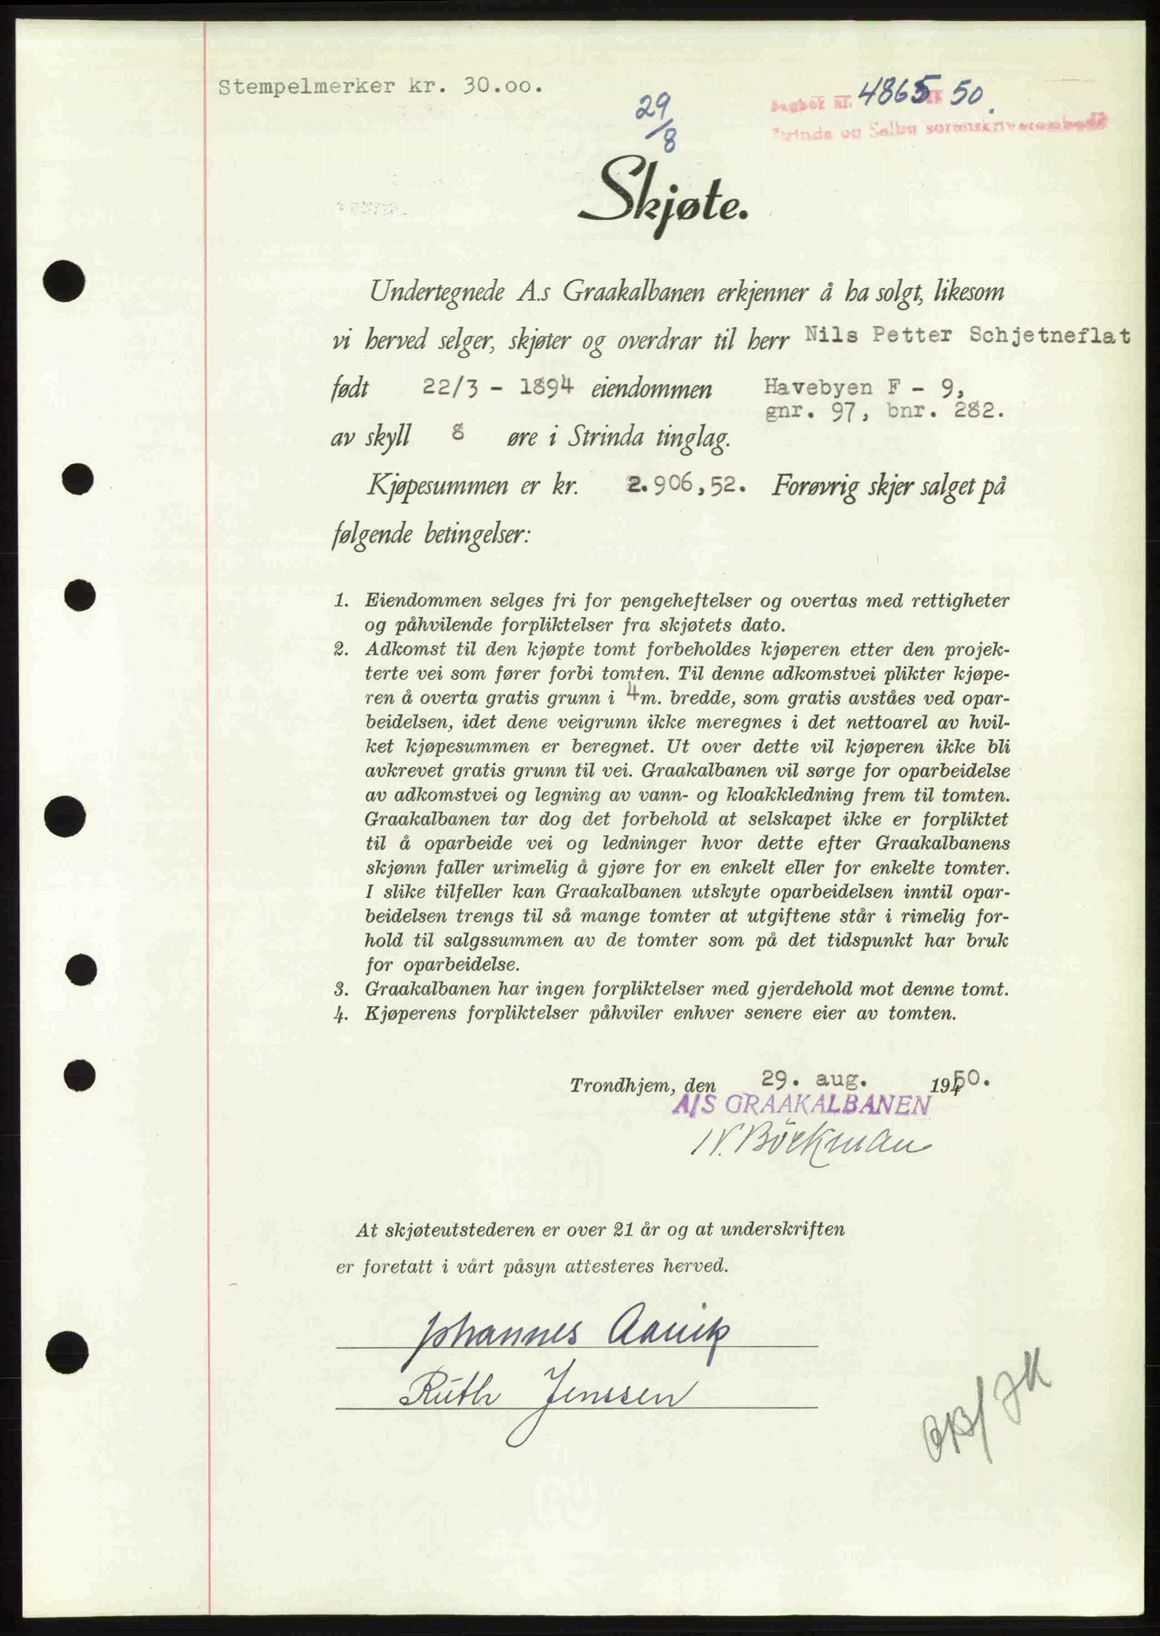 Stempelmerker kr. 30.00.
29/8
Dagbok nr. 4865 50.
Strinda og Selbu sorenskriverembede
Skjøte.
Undertegnede A.s Graakalbanen erkjenner å ha solgt, likesom
vi herved selger, skjøter og overdrar til herr Nils Petter Schjetneflat
født 22/3 - 1894 eiendommen Havebyen F - 9,
gnr. 97, bnr. 282.
av skyll 8 øre i Strinda tinglag.
Kjøpesummen er kr. 2.906,52. Forøvrig skjer salget på
følgende betingelser:
1. Eiendommen selges fri for pengeheftelser og overtas med rettigheter
og påhvilende forpliktelser fra skjøtets dato.
2. Adkomst til den kjøpte tomt forbeholdes kjøperen etter den projek-
terte vei som fører forbi tomten. Til denne adkomstvei plikter kjøpe-
ren å overta gratis grunn i 4m. bredde, som gratis avståes ved opar-
beidelsen, idet dene veigrunn ikke meregnes i det nettoarel av hvil-
ket kjøpesummen er beregnet. Ut over dette vil kjøperen ikke bli
avkrevet gratis grunn til vei. Graakalbanen vil sørge for oparbeidelse
av adkomstvei og legning av vann- og kloakkledning frem til tomten.
Graakalbanen tar dog det forbehold at selskapet ikke er forpliktet
til å oparbeide vei og ledninger hvor dette efter Graakalbanens
skjønn faller urimelig å gjøre for en enkelt eller for enkelte tomter.
I slike tilfeller kan Graakalbanen utskyte oparbeidelsen inntil opar-
beidelsen trengs til så mange tomter at utgiftene står i rimelig for-
hold til salgssummen av de tomter som på det tidspunkt har bruk
for oparbeidelse.
3. Graakalbanen har ingen forpliktelser med gjerdehold mot denne tomt.
4. Kjøperens forpliktelser påhviler enhver senere eier av tomten.
Trondhjem, den 29. aug. 1950.
A/S GRAAKALBANEN
N. Böckman
At skjøteutstederen er over 21 år og at underskriften
er foretatt i vårt påsyn attesteres herved.
Johannes Aanip
Ruth Jenssen
OB/JK